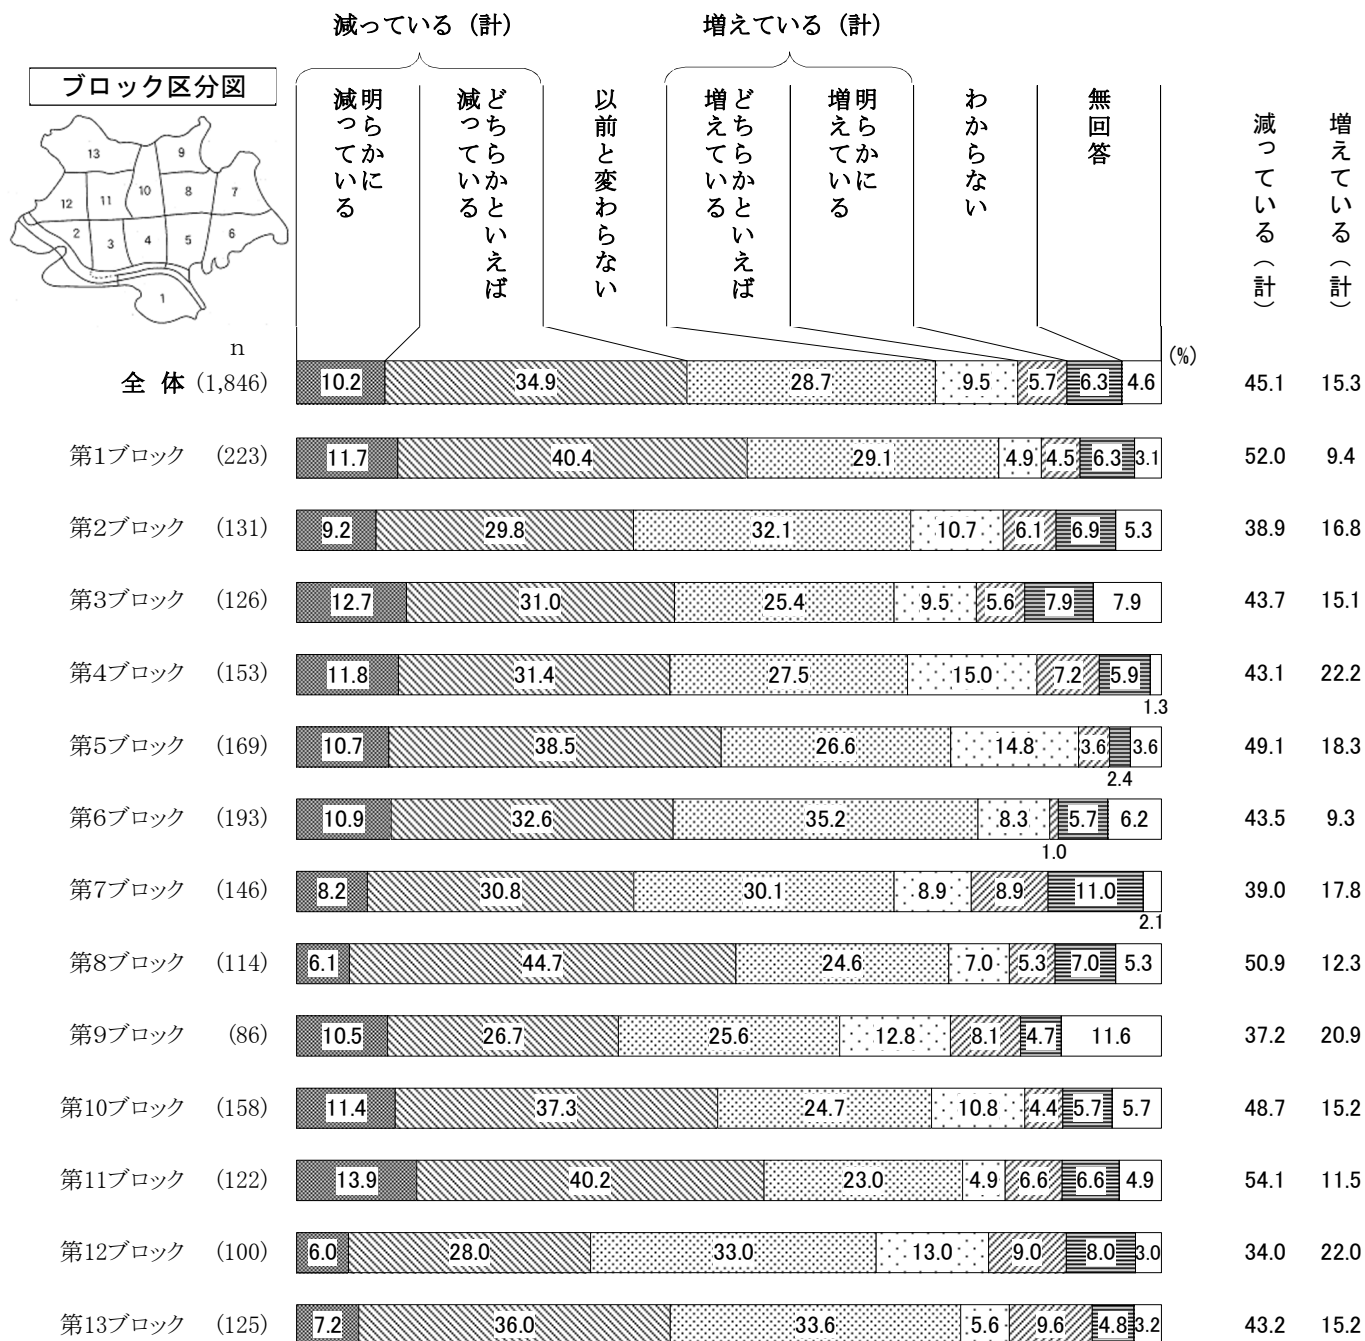 減っている（計）
増えている（計）
ブロック区分図
明らかに減っている
どちらかといえば減っている
以前と変わらない
どちらかといえば増えている
明らかに増えている
わからない
無回答
減っている（計）
増えている（計）
13
9
12
11
10
8
7
2
3
4
5
6
1
n
(%)
全 体 (1,846) 10.2 34.9 28.7 9.5 5.7 6.3 4.6 45.1 15.3
第1ブロック (223) 11.7 40.4 29.1 4.9 4.5 6.3 3.1 52.0 9.4
第2ブロック (131) 9.2 29.8 32.1 10.7 6.1 6.9 5.3 38.9 16.8
第3ブロック (126) 12.7 31.0 25.4 9.5 5.6 7.9 7.9 43.7 15.1
第4ブロック (153) 11.8 31.4 27.5 15.0 7.2 5.9 1.3 43.1 22.2
第5ブロック (169) 10.7 38.5 26.6 14.8 3.6 2.4 3.6 49.1 18.3
第6ブロック (193) 10.9 32.6 35.2 8.3 1.0 5.7 6.2 43.5 9.3
第7ブロック (146) 8.2 30.8 30.1 8.9 8.9 11.0 2.1 39.0 17.8
第8ブロック (114) 6.1 44.7 24.6 7.0 5.3 7.0 5.3 50.9 12.3
第9ブロック (86) 10.5 26.7 25.6 12.8 8.1 4.7 11.6 37.2 20.9
第10ブロック (158) 11.4 37.3 24.7 10.8 4.4 5.7 5.7 48.7 15.2
第11ブロック (122) 13.9 40.2 23.0 4.9 6.6 6.6 4.9 54.1 11.5
第12ブロック (100) 6.0 28.0 33.0 13.0 9.0 8.0 3.0 34.0 22.0
第13ブロック (125) 7.2 36.0 33.6 5.6 9.6 4.8 3.2 43.2 15.2